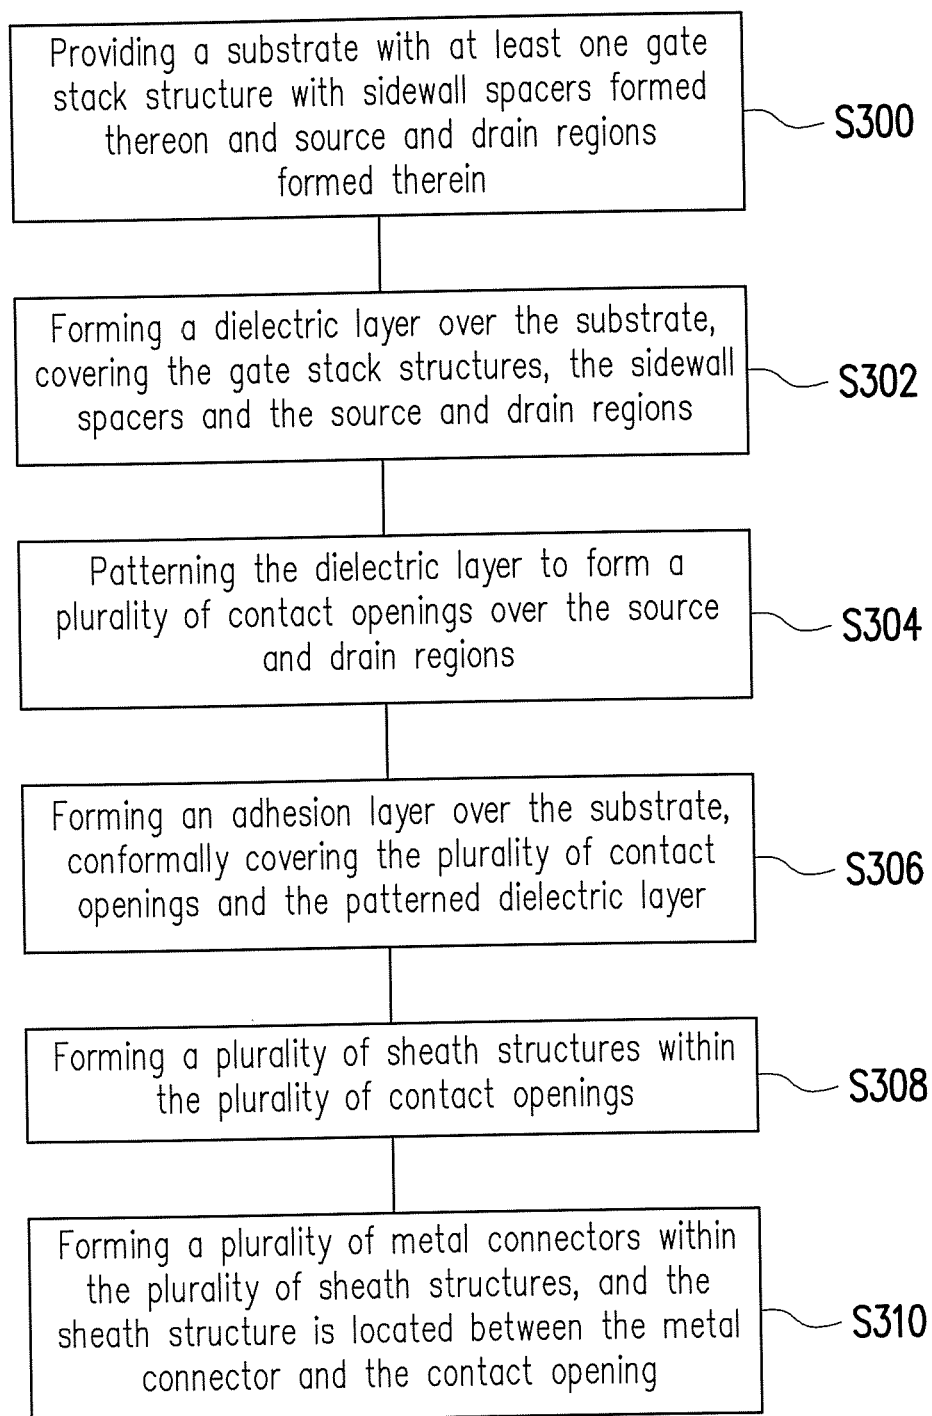 Providing a substrate with at least one gate
stack structure with sidewall spacers formed
thereon and source and drain regions
formed therein
S300
Forming a dielectric layer over the substrate,
covering the gate stack structures, the sidewall
spacers and the source and drain regions
S302
Patterning the dielectric layer to form a
plurality of contact openings over the source
and drain regions
S304
Forming an adhesion layer over the substrate,
conformally covering the plurality of contact
openings and the patterned dielectric layer
S306
Forming a plurality of sheath structures within
the plurality of contact openings
S308
Forming a plurality of metal connectors within
the plurality of sheath structures, and the
sheath structure is located between the metal
connector and the contact opening
S310